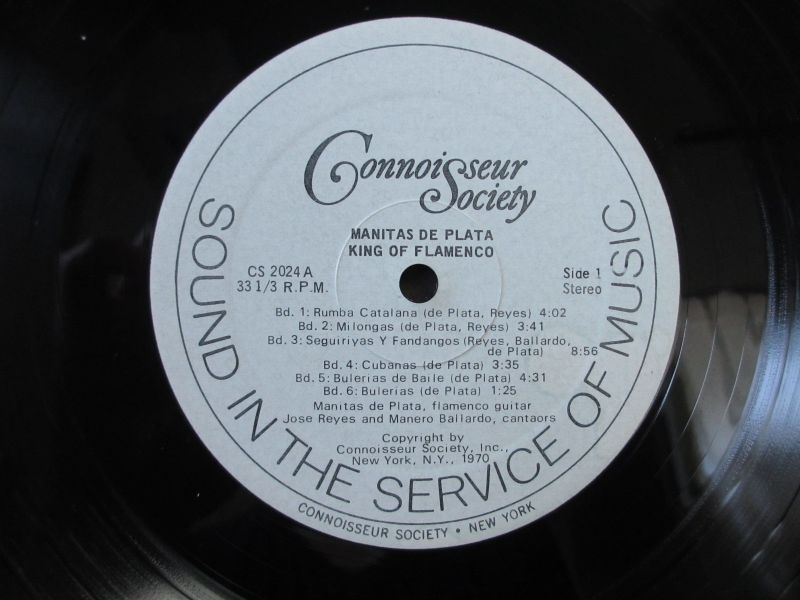 Connoisseur
Society
MANITAS DE PLATA
KING OF FLAMENCO
CS 2024 A
33 1/3 R.P.M.
Side 1
Stereo
Bd. 1: Rumba Catalana (de Plata, Reyes) 4:02
Bd. 2: Milongas (de Plata, Reyes) 3:41
Bd. 3: Seguiriyas Y Fandangos (Reyes, Ballardo,
de Plata) 8:56
Bd. 4: Cubanas (de Plata) 3:35
Bd. 5: Bulerias de Baile (de Plata) 4:31
Bd. 6: Bulerias (de Plata) 1:25
Manitas de Plata, flamenco guitar
Jose Reyes and Manero Ballardo, cantaors
Copyright by
Connoisseur Society, Inc.,
New York, N.Y., 1970
SOUND IN THE SERVICE OF MUSIC
CONNOISSEUR SOCIETY • NEW YORK